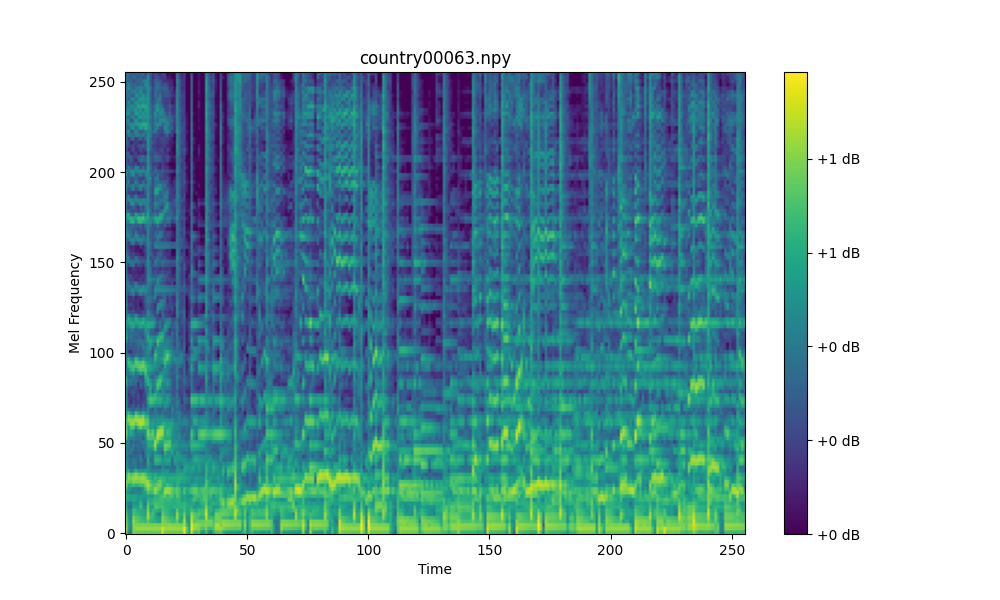 country00063.npy
250
200
150
100
50
0
Mel Frequency
0 50 100 150 200 250
Time
+1 dB
+1 dB
+0 dB
+0 dB
+0 dB